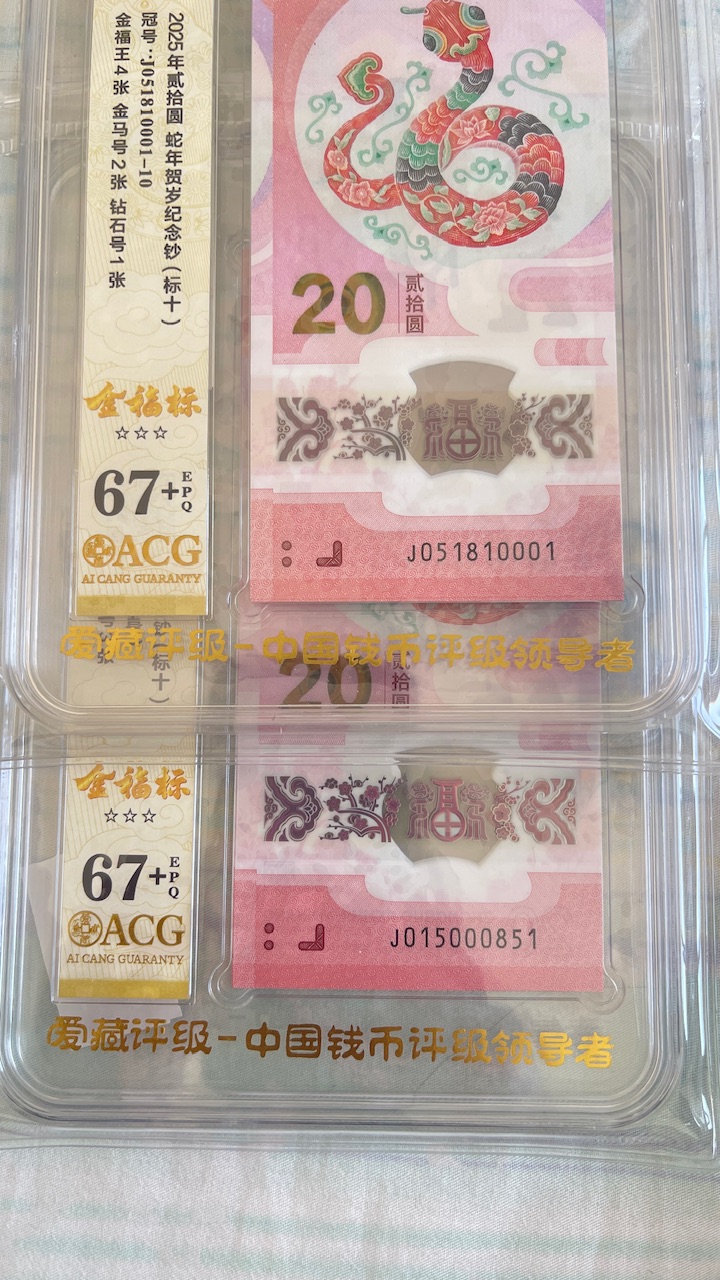 2025年贰拾圆 蛇年贺岁纪念钞(标十)
冠号:J051810001-10
金福王4张 金马号2张 钻石号1张
金福标
☆☆☆
67+EPQ
ACG
AI CANG GUARANTY
20
贰拾圆
福
J051810001
爱藏评级-中国钱币评级领导者
标十)
20
贰拾圆
金福标
☆☆☆
67+EPQ
ACG
AI CANG GUARANTY
福
J015000851
爱藏评级-中国钱币评级领导者